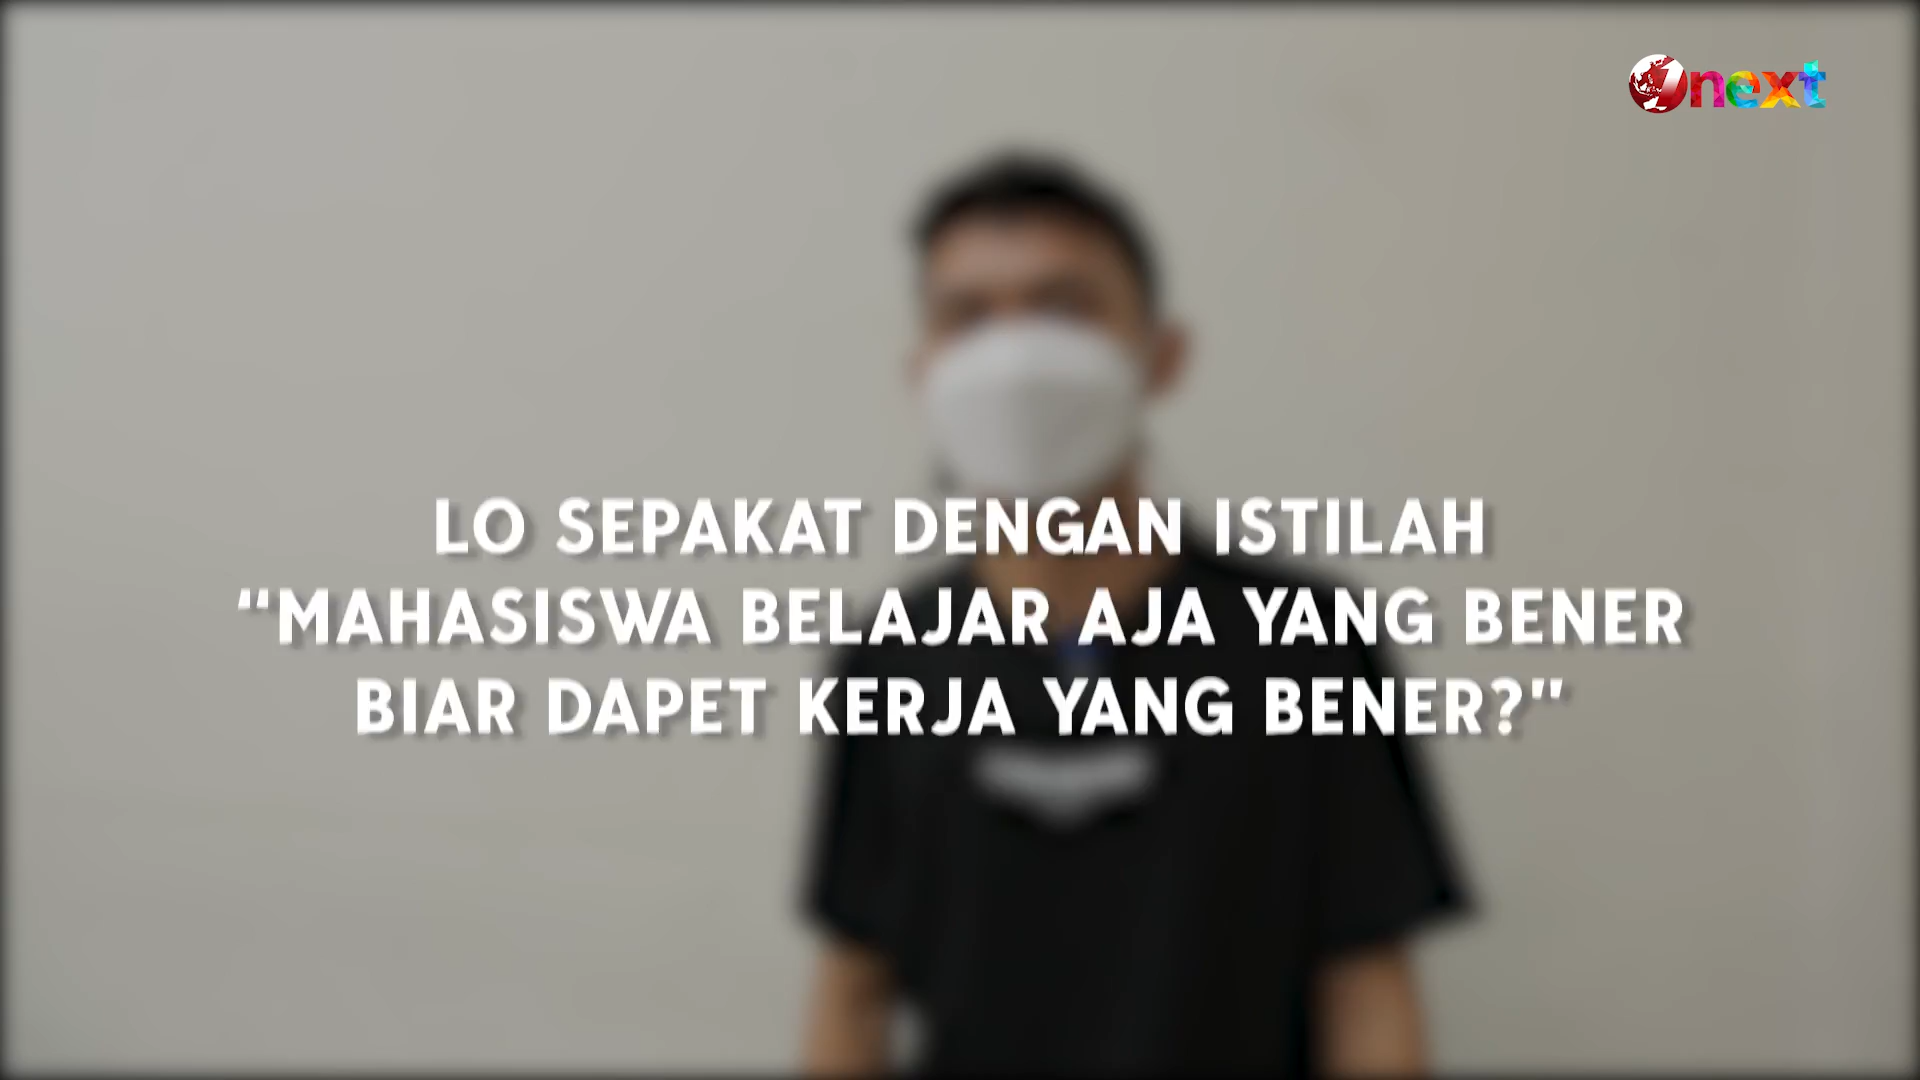 1next
LO SEPAKAT DENGAN ISTILAH
“MAHASISWA BELAJAR AJA YANG BENER
BIAR DAPET KERJA YANG BENER?”